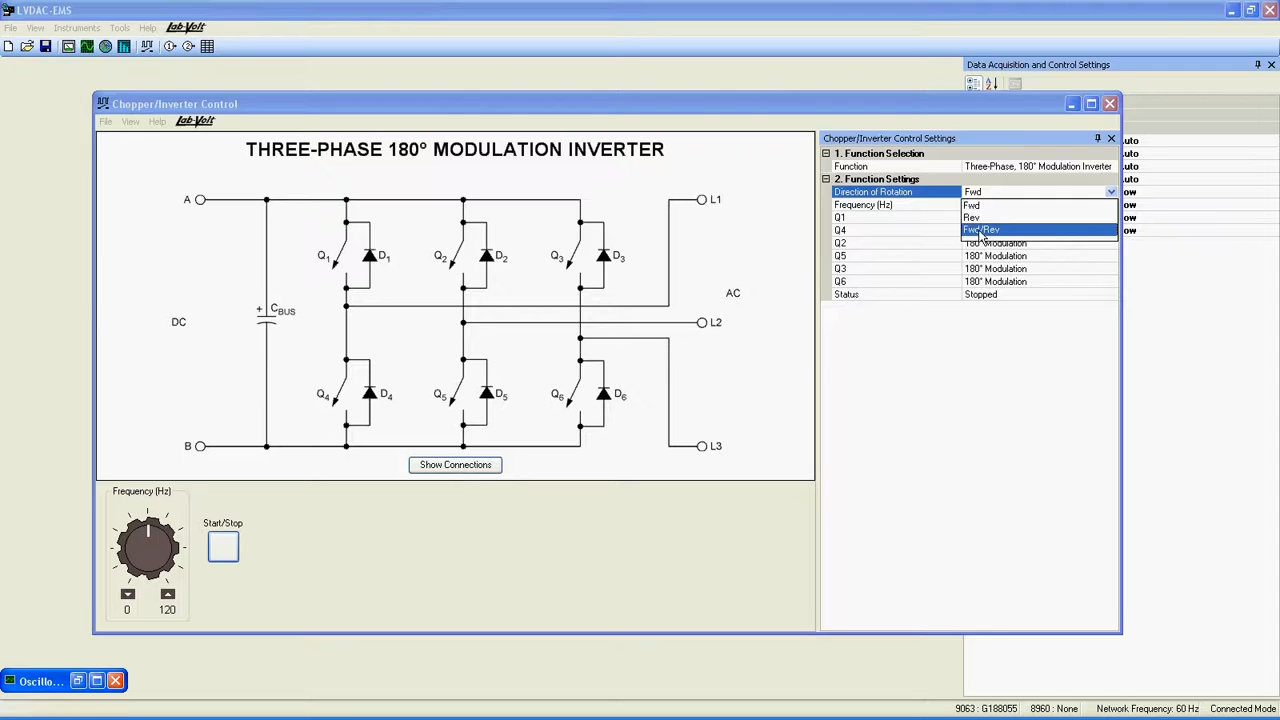 LVDAC-EMS
File View Instruments Tools Help Lab-Volt
Data Acquisition and Control Settings
Chopper/Inverter Control
File View Help Lab-Volt
THREE-PHASE 180° MODULATION INVERTER
A
L1
Q1 D1 Q2 D2 Q3 D3
AC
+ CBUS
DC
L2
Q4 D4 Q5 D5 Q6 D6
B
L3
Show Connections
Frequency (Hz)
0 120
Start/Stop
Chopper/Inverter Control Settings
1. Function Selection
Function Three-Phase, 180° Modulation Inverter
2. Function Settings
Direction of Rotation Fwd
Frequency (Hz) Fwd
Q1 Rev
Q4 Fwd/Rev
Q2 180° Modulation
Q5 180° Modulation
Q3 180° Modulation
Q6 180° Modulation
Status Stopped
uto
uto
uto
uto
ow
ow
ow
ow
Oscillo...
9063: G188055 8960: None Network Frequency: 60 Hz Connected Mode